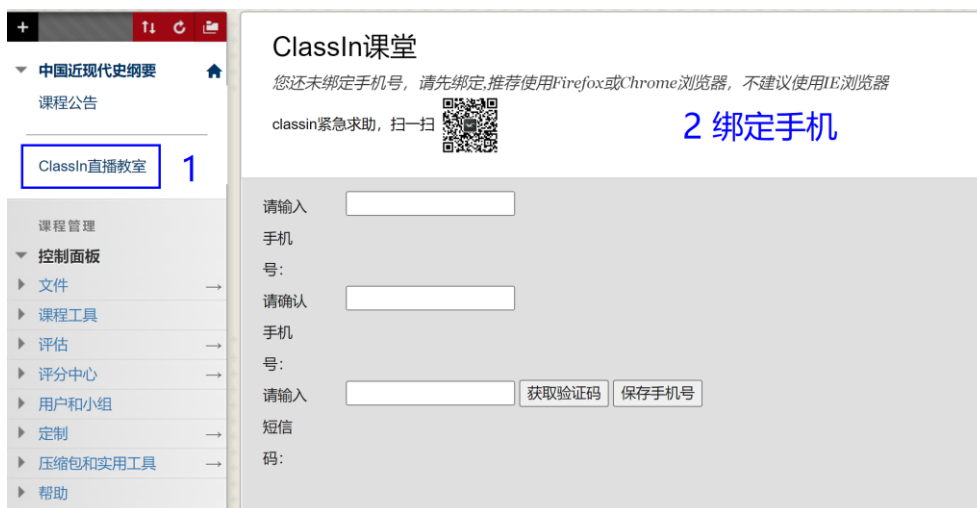 中国近现代史纲要
课程公告
ClassIn直播教室
1
课程管理
控制面板
文件
课程工具
评估
评分中心
用户和小组
定制
压缩包和实用工具
帮助
ClassIn课堂
您还未绑定手机号，请先绑定,推荐使用Firefox或Chrome浏览器，不建议使用IE浏览器
classin紧急求助，扫一扫
2 绑定手机
请输入
手机
号：
请确认
手机
号：
请输入
短信
码：
获取验证码 保存手机号